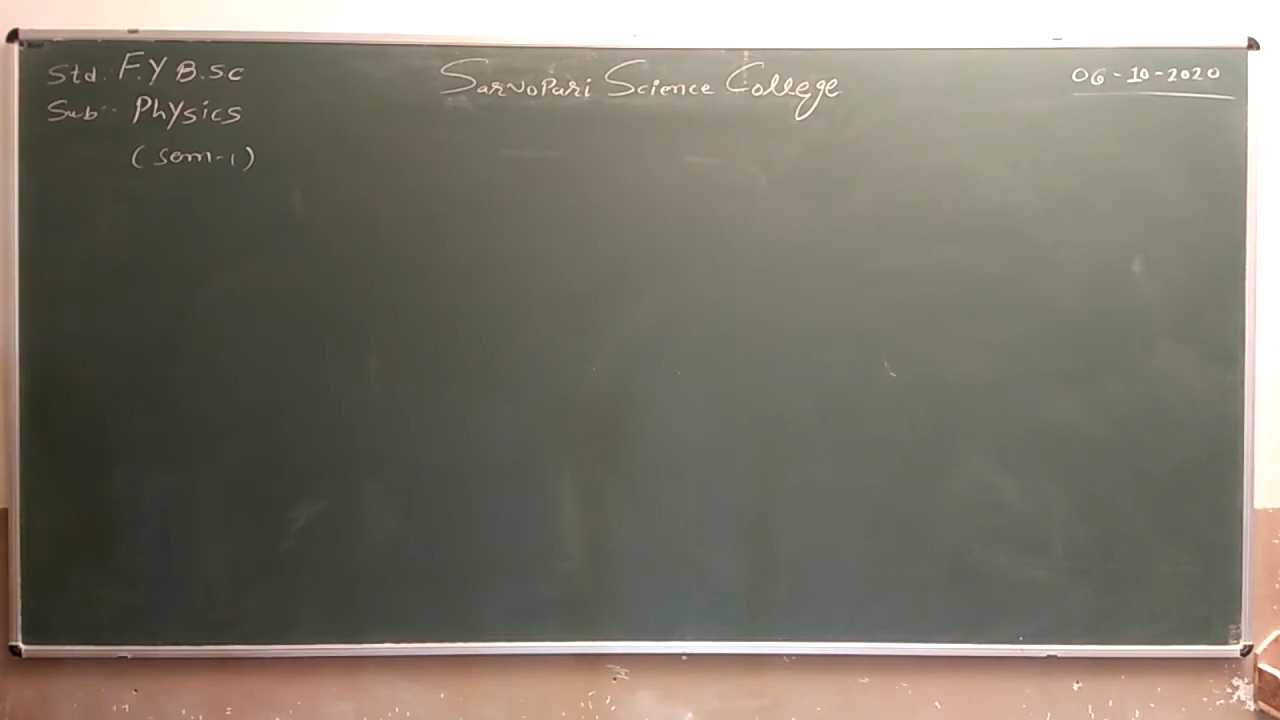 Std. F.Y B.Sc
Sarvopari Science College
06-10-2020
Sub:- Physics
(Sem-1)